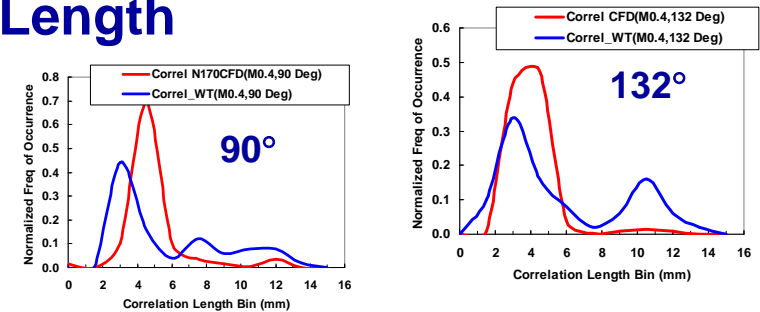 Length
Correl N170CFD(M0.4,90 Deg)
Correl_WT(M0.4,90 Deg)
90°
Normalized Freq of Occurrence
0.8
0.7
0.6
0.5
0.4
0.3
0.2
0.1
0.0
0 2 4 6 8 10 12 14 16
Correlation Length Bin (mm)
Correl CFD(M0.4,132 Deg)
Correl_WT(M0.4,132 Deg)
132°
Normalized Freq of Occurrence
0.6
0.5
0.4
0.3
0.2
0.1
0.0
0 2 4 6 8 10 12 14 16
Correlation Length Bin (mm)